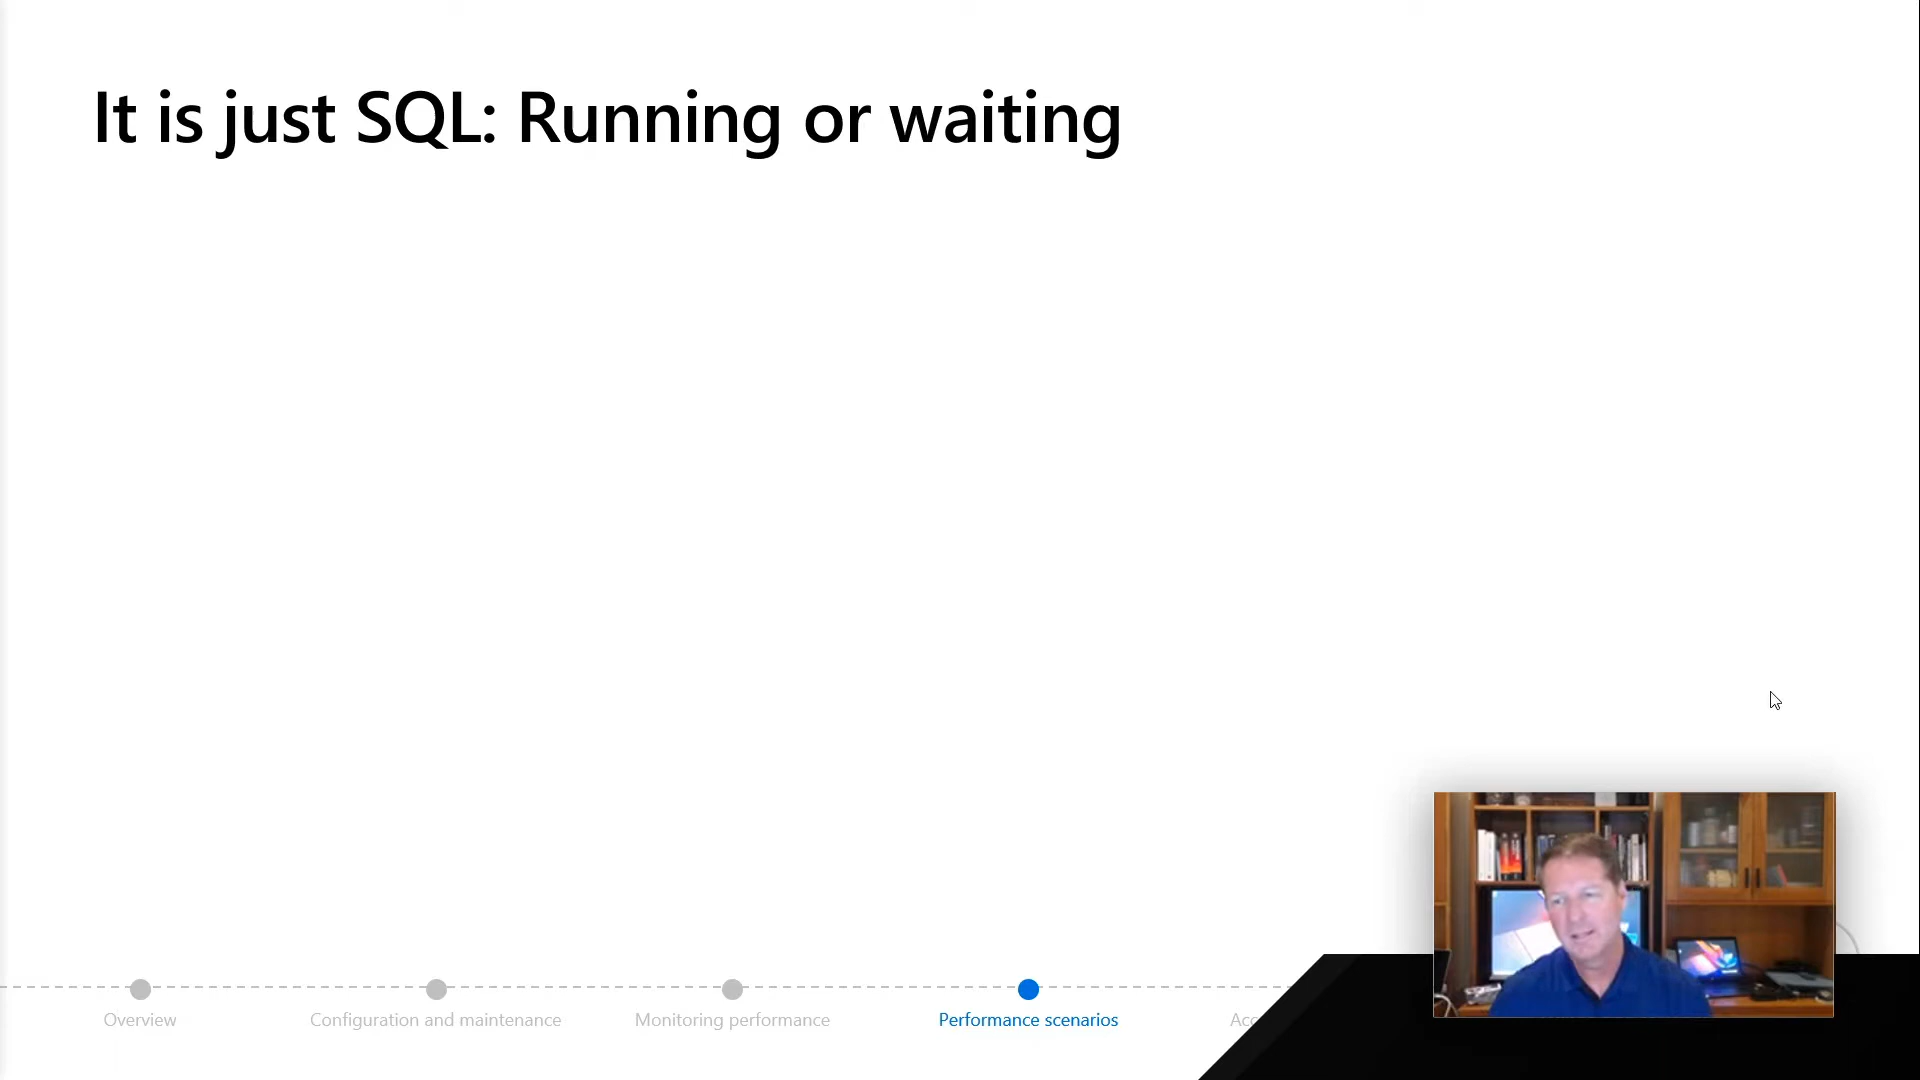 It is just SQL: Running or waiting
Overview
Configuration and maintenance
Monitoring performance
Performance scenarios